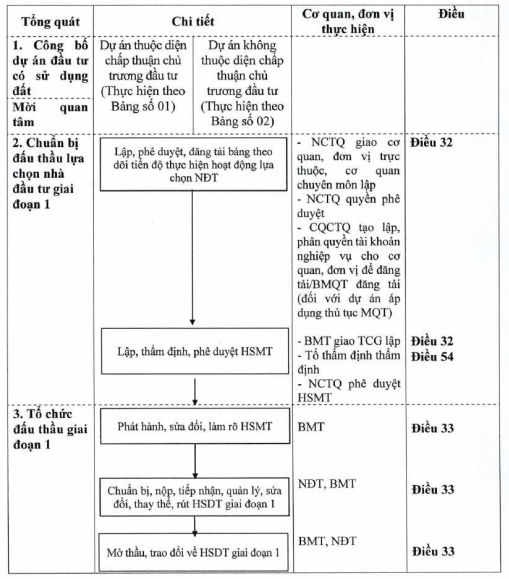 Tổng quát
Chi tiết
Cơ quan, đơn vị
thực hiện
Điều
1. Công bố
dự án đầu tư
có sử dụng
đất
Mời quan
tâm
Dự án thuộc diện
chấp thuận chủ
trương đầu tư
(Thực hiện theo
Bảng số 01)
Dự án không
thuộc diện chấp
thuận chủ
trương đầu tư
(Thực hiện theo
Bảng số 02)
2. Chuẩn bị
đấu thầu lựa
chọn nhà
đầu tư giai
đoạn 1
Lập, phê duyệt, đăng tải bảng theo
dõi tiến độ thực hiện hoạt động lựa
chọn NĐT
- NCTQ giao cơ
quan, đơn vị trực
thuộc, cơ quan
chuyên môn lập
- NCTQ quyền phê
duyệt
- CQCTQ tạo lập,
phân quyền tài khoản
nghiệp vụ cho cơ
quan, đơn vị để đăng
tải/BMQT đăng tải
(đối với dự án áp
dụng thủ tục MQT)
Điều 32
Lập, thẩm định, phê duyệt HSMT
- BMT giao TCG lập
- Tổ thẩm định thẩm
định
- NCTQ phê duyệt
HSMT
Điều 32
Điều 54
3. Tổ chức
đấu thầu giai
đoạn 1
Phát hành, sửa đổi, làm rõ HSMT
BMT
Điều 33
Chuẩn bị, nộp, tiếp nhận, quản lý, sửa
đổi, thay thế, rút HSDT giai đoạn 1
NĐT, BMT
Điều 33
Mở thầu, trao đổi về HSDT giai đoạn 1
BMT, NĐT
Điều 33